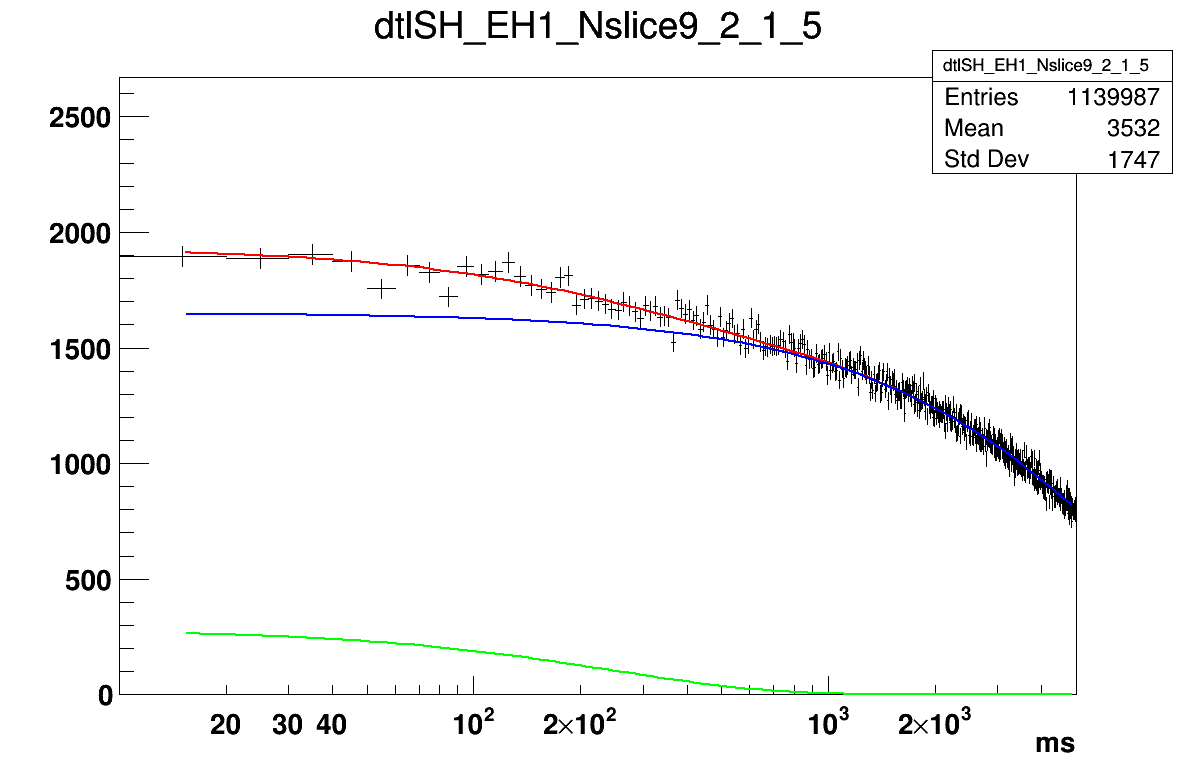 dtlSH_EH1_Nslice9_2_1_5
dtlSH_EH1_Nslice9_2_1_5
Entries 1139987
Mean 3532
Std Dev 1747
2500
2000
1500
1000
500
0
20 30 40 10² 2×10² 10³ 2×10³
ms